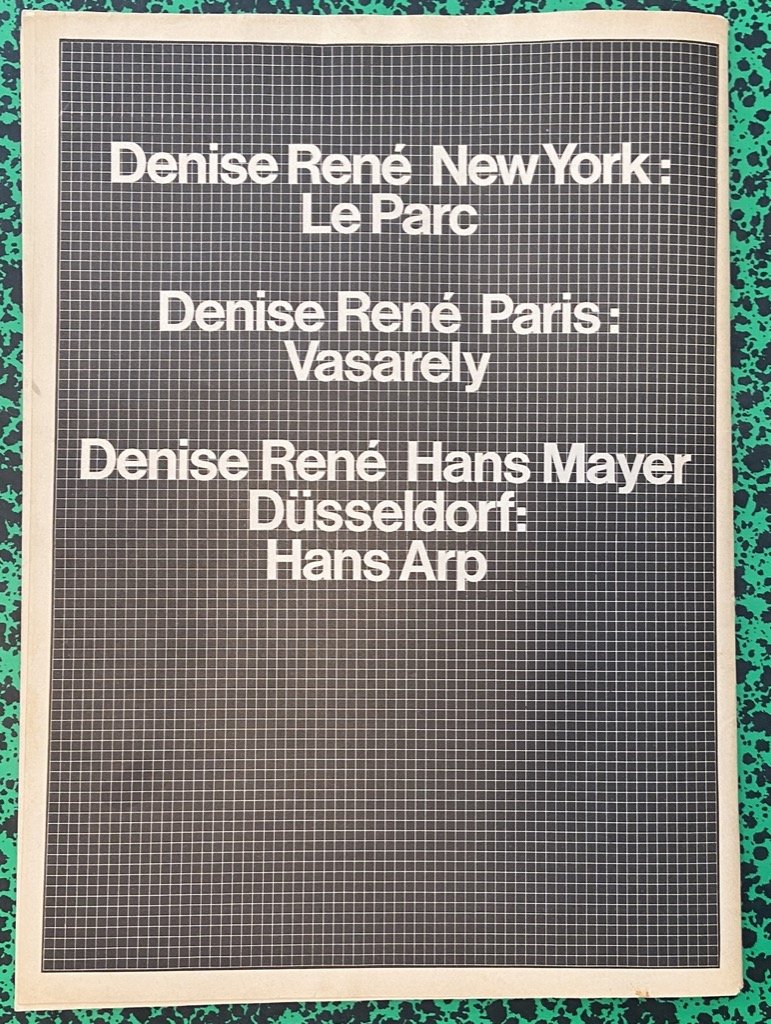 Denise René New York:
Le Parc
Denise René Paris:
Vasarely
Denise René Hans Mayer
Düsseldorf:
Hans Arp